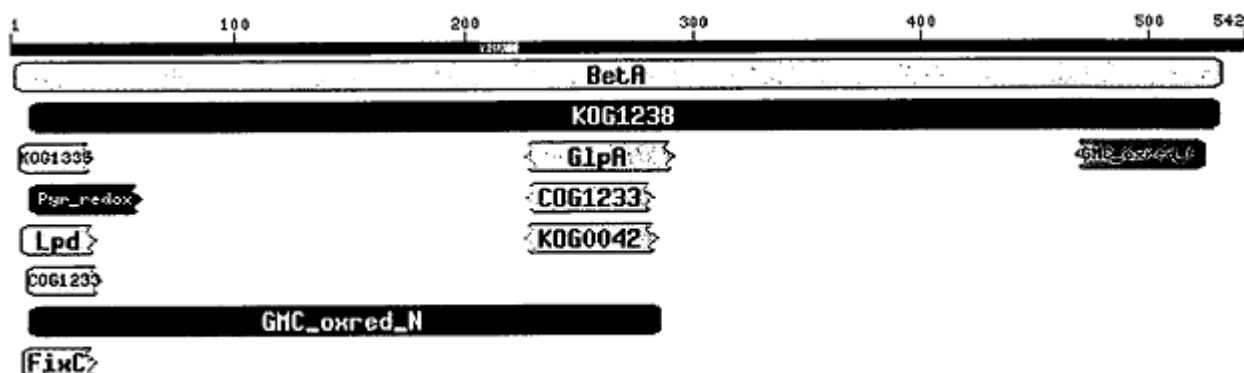 1 100 200 300 400 500 542
BetA
KOG1238
KOG1335 GlpA
Pyr_redox COG1233
Lpd KOG0042
COG1233
GMC_oxred_N
FixC